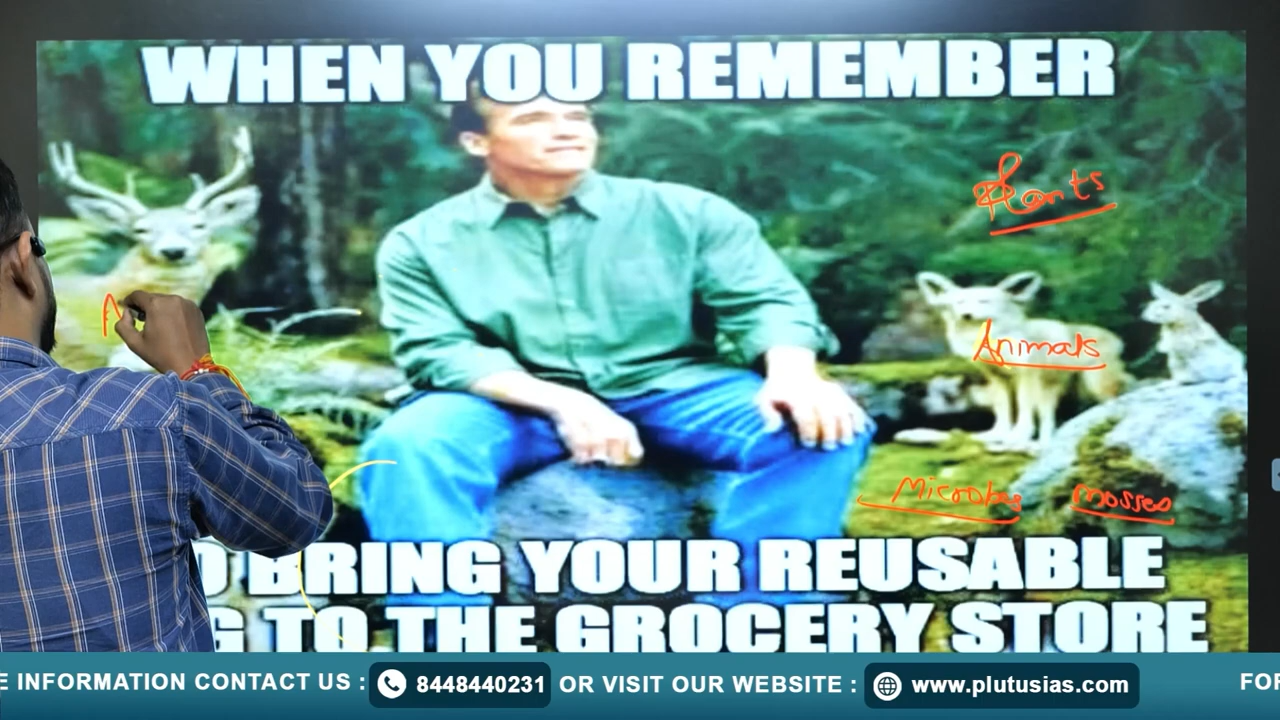 WHEN YOU REMEMBER
Plants
A
Animals
Microbes mosses
O BRING YOUR REUSABLE
G TO THE GROCERY STORE
E INFORMATION CONTACT US : 8448440231 OR VISIT OUR WEBSITE : www.plutusias.com FO